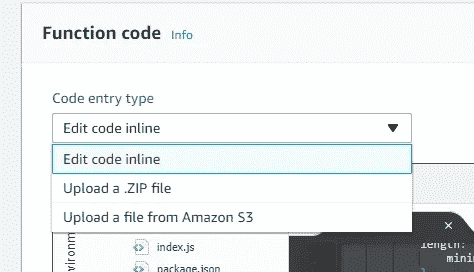 Function code Info
Code entry type
Edit code inline
Edit code inline
Upload a .ZIP file
Upload a file from Amazon S3
index.js
package.json
length: